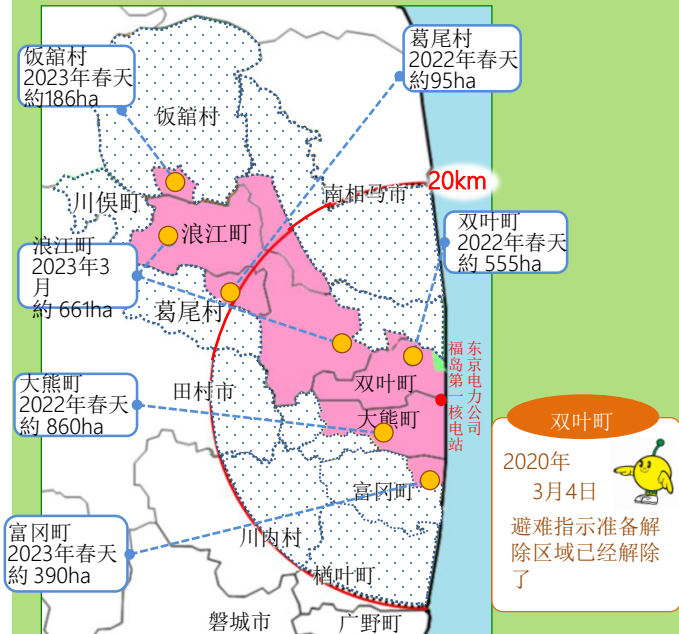 饭舘村
2023年春天
約186ha
葛尾村
2022年春天
約95ha
饭舘村
20km
南相马市
川俣町
双叶町
2022年春天
約 555ha
浪江町
浪江町
2023年3
月
約 661ha
葛尾村
东京电力公司
福岛第一核电站
双叶町
田村市
大熊町
2022年春天
約 860ha
大熊町
双叶町
2020年
3月4日
避难指示准备解
除区域已经解除
了
富冈町
富冈町
2023年春天
約 390ha
川内村
楢叶町
磐城市
广野町